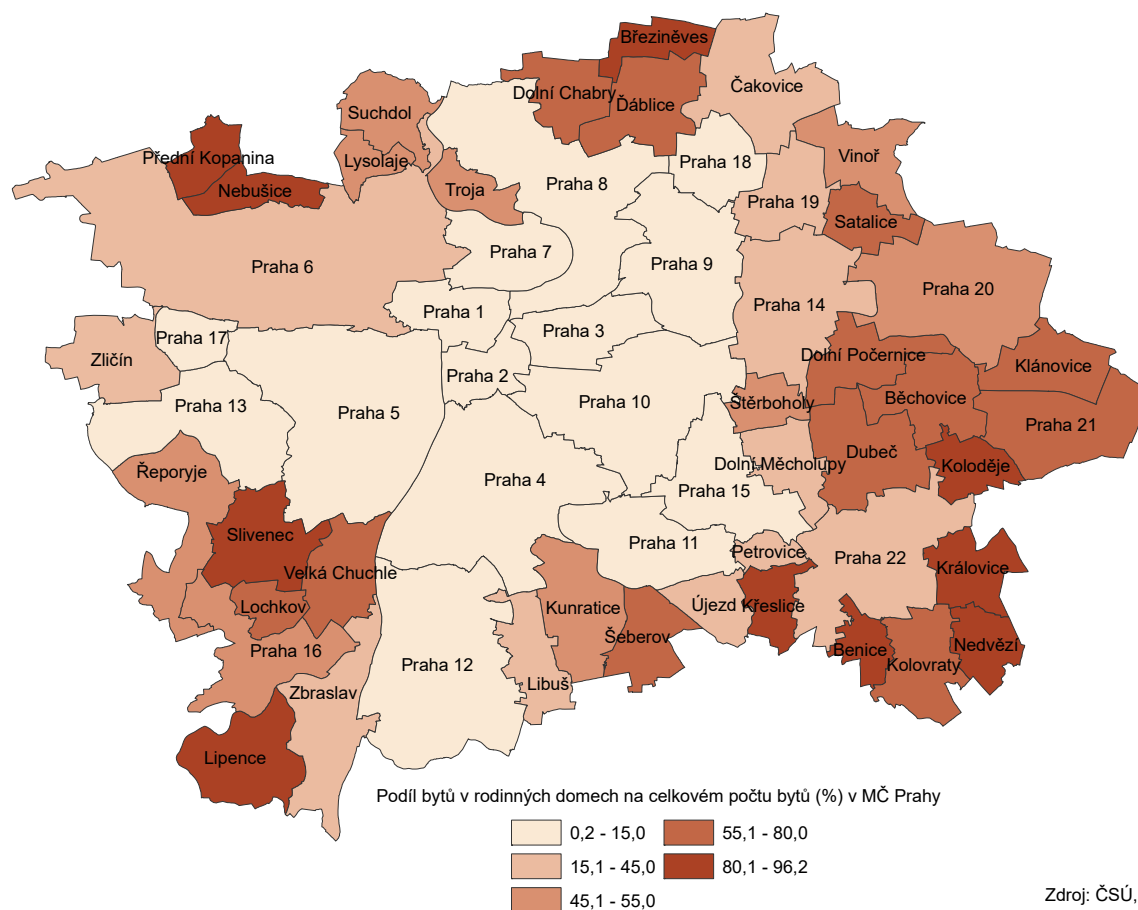 Březiněves
Dolní Chabry
Ďáblice
Čakovice
Suchdol
Přední Kopanina
Lysolaje
Praha 18
Vinoř
Nebušice
Troja
Praha 8
Praha 19
Satalice
Praha 7
Praha 6
Praha 9
Praha 20
Praha 1
Praha 3
Praha 14
Praha 17
Zličín
Dolní Počernice
Klánovice
Praha 2
Praha 13
Praha 5
Praha 10
Štěrboholy
Běchovice
Praha 21
Řeporyje
Dubeč
Dolní Měcholupy
Koloděje
Praha 4
Praha 15
Slivenec
Praha 11
Petrovice
Praha 22
Velká Chuchle
Královice
Lochkov
Kunratice
Újezd
Křeslice
Šeberov
Benice
Nedvězí
Praha 16
Praha 12
Kolovraty
Libuš
Zbraslav
Lipence
Podíl bytů v rodinných domech na celkovém počtu bytů (%) v MČ Prahy
0,2 - 15,0
55,1 - 80,0
15,1 - 45,0
80,1 - 96,2
45,1 - 55,0
Zdroj: ČSÚ,